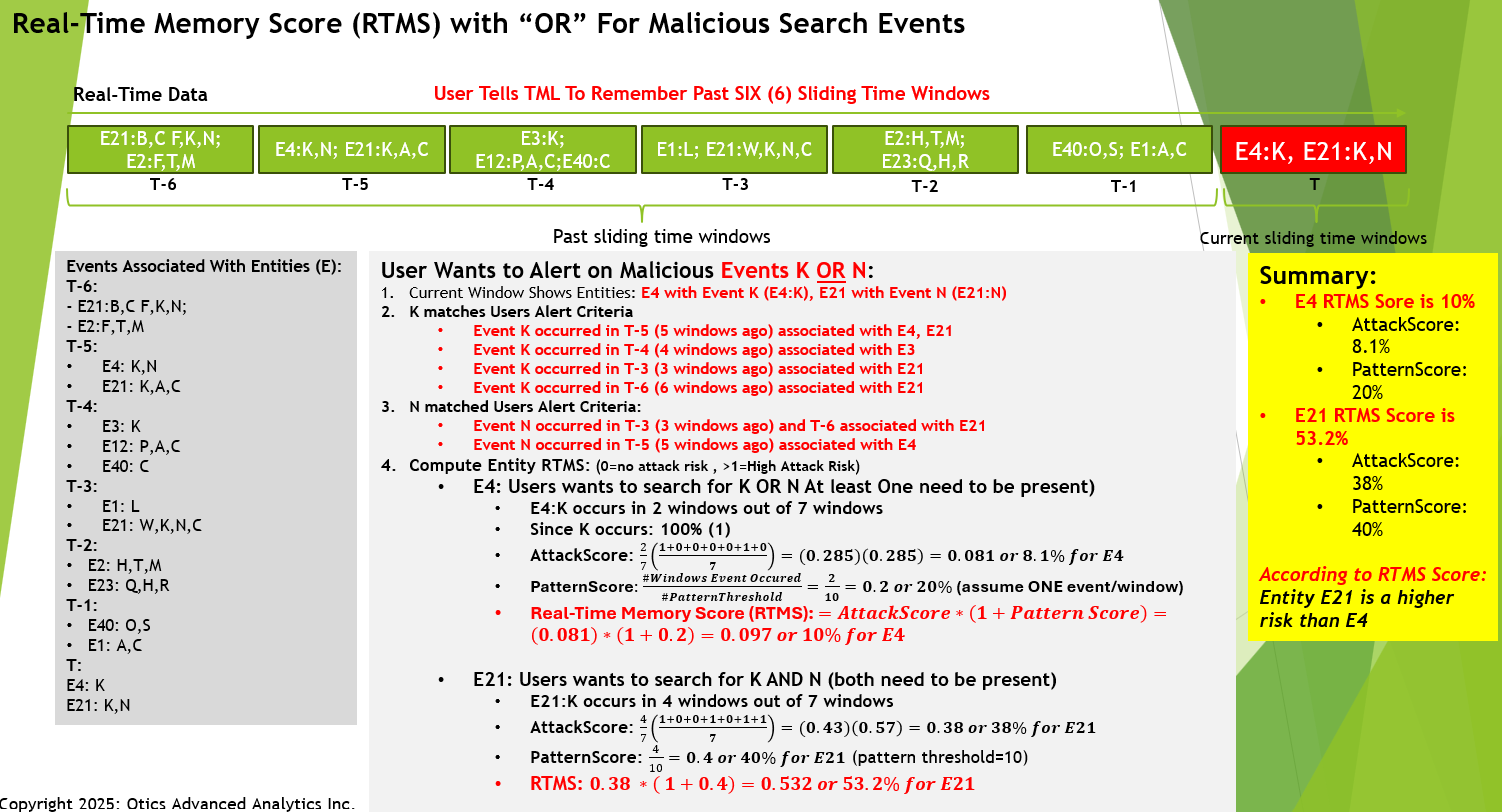 Real-Time Memory Score (RTMS) with “OR” For Malicious Search Events
Real-Time Data
User Tells TML To Remember Past SIX (6) Sliding Time Windows
E21:B,C F,K,N;
E2:F,T,M
E4:K,N; E21:K,A,C
E3:K;
E12:P,A,C;E40:C
E1:L; E21:W,K,N,C
E2:H,T,M;
E23:Q,H,R
E40:O,S; E1:A,C
E4:K, E21:K,N
T-6
T-5
T-4
T-3
T-2
T-1
T
Past sliding time windows
Current sliding time windows
Events Associated With Entities (E):
T-6:
- E21:B,C F,K,N;
- E2:F,T,M
T-5:
• E4: K,N
• E21: K,A,C
T-4:
• E3: K
• E12: P,A,C
• E40: C
T-3:
• E1: L
• E21: W,K,N,C
T-2:
• E2: H,T,M
• E23: Q,H,R
T-1:
• E40: O,S
• E1: A,C
T:
E4: K
E21: K,N
User Wants to Alert on Malicious Events K OR N:
1. Current Window Shows Entities: E4 with Event K (E4:K), E21 with Event N (E21:N)
2. K matches Users Alert Criteria
• Event K occurred in T-5 (5 windows ago) associated with E4, E21
• Event K occurred in T-4 (4 windows ago) associated with E3
• Event K occurred in T-3 (3 windows ago) associated with E21
• Event K occurred in T-6 (6 windows ago) associated with E21
3. N matched Users Alert Criteria:
• Event N occurred in T-3 (3 windows ago) and T-6 associated with E21
• Event N occurred in T-5 (5 windows ago) associated with E4
4. Compute Entity RTMS: (0=no attack risk , >1=High Attack Risk)
• E4: Users wants to search for K OR N At least One need to be present)
• E4:K occurs in 2 windows out of 7 windows
• Since K occurs: 100% (1)
• AttackScore: 2/7 ((1+0+0+0+0+1+0)/7) = (0.285)(0.285) = 0.081 or 8.1% for E4
• PatternScore: #Windows Event Occured/#PatternThreshold = 2/10 = 0.2 or 20% (assume ONE event/window)
• Real-Time Memory Score (RTMS): = AttackScore ∗ (1 + Pattern Score) =
(0.081) ∗ (1 + 0.2) = 0.097 or 10% for E4
• E21: Users wants to search for K AND N (both need to be present)
• E21:K occurs in 4 windows out of 7 windows
• AttackScore: 4/7 ((1+0+0+1+0+1+1)/7) = (0.43)(0.57) = 0.38 or 38% for E21
• PatternScore: 4/10 = 0.4 or 40% for E21 (pattern threshold=10)
• RTMS: 0.38 ∗ ( 1 + 0.4) = 0.532 or 53.2% for E21
Summary:
• E4 RTMS Sore is 10%
• AttackScore:
8.1%
• PatternScore:
20%
• E21 RTMS Score is
53.2%
• AttackScore:
38%
• PatternScore:
40%
According to RTMS Score:
Entity E21 is a higher
risk than E4
Copyright 2025: Otics Advanced Analytics Inc.